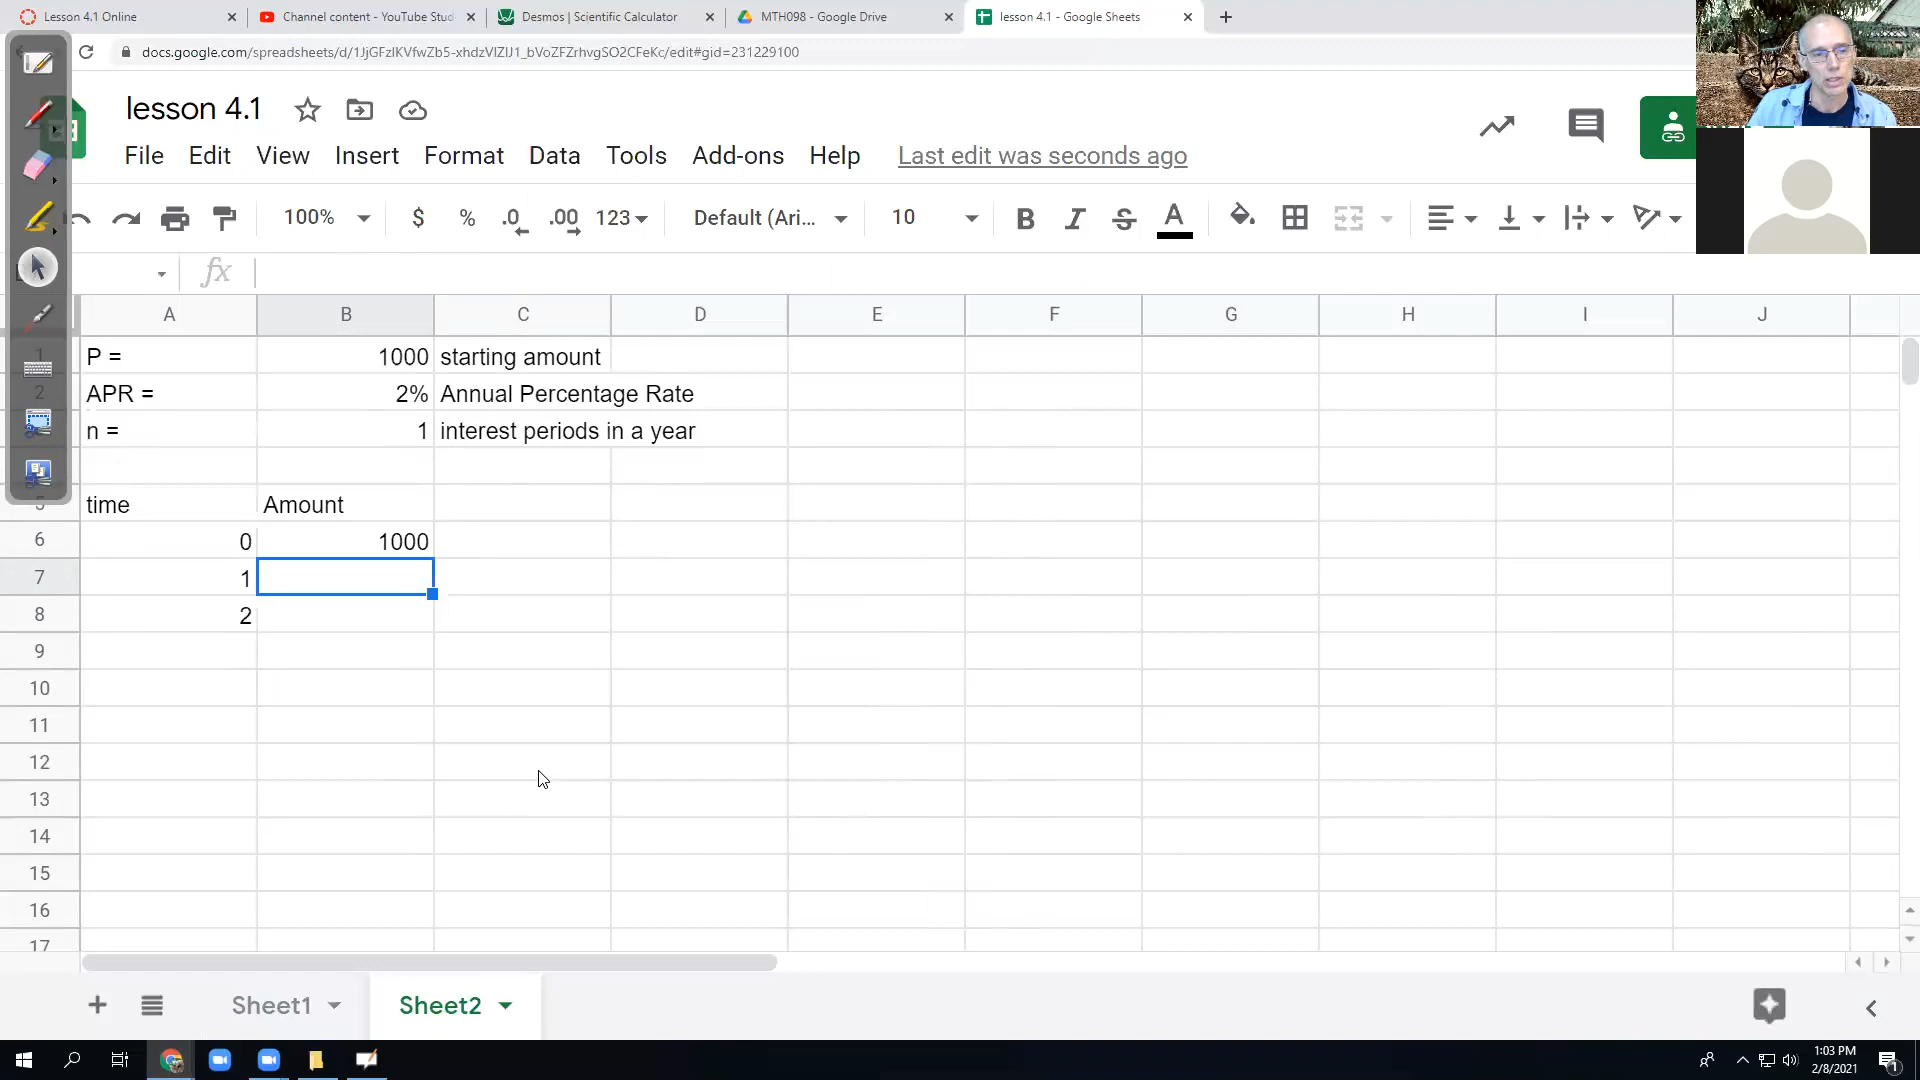 Lesson 4.1 Online
Channel content - YouTube Stud
Desmos | Scientific Calculator
MTH098 - Google Drive
lesson 4.1 - Google Sheets
docs.google.com/spreadsheets/d/1JjGFzIKVfwZb5-xhdzVIZIJ1_bVoZFZrhvgSO2CFeKc/edit#gid=231229100
lesson 4.1
File Edit View Insert Format Data Tools Add-ons Help Last edit was seconds ago
100% $ % .0 .00 123 Default (Ari... 10 B I S A
fx
A B C D E F G H I J
1 P = 1000 starting amount
2 APR = 2% Annual Percentage Rate
n = 1 interest periods in a year
5 time Amount
6 0 1000
7 1
8 2
9
10
11
12
13
14
15
16
17
+ Sheet1 Sheet2
1:03 PM
2/8/2021
1